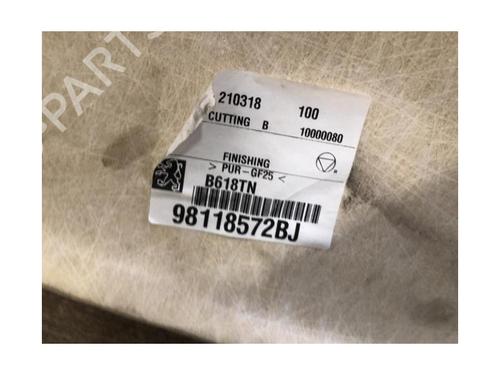 PARTS
210318 100
CUTTING B 10000080
FINISHING
> PUR-GF25 <
B618TN
98118572BJ